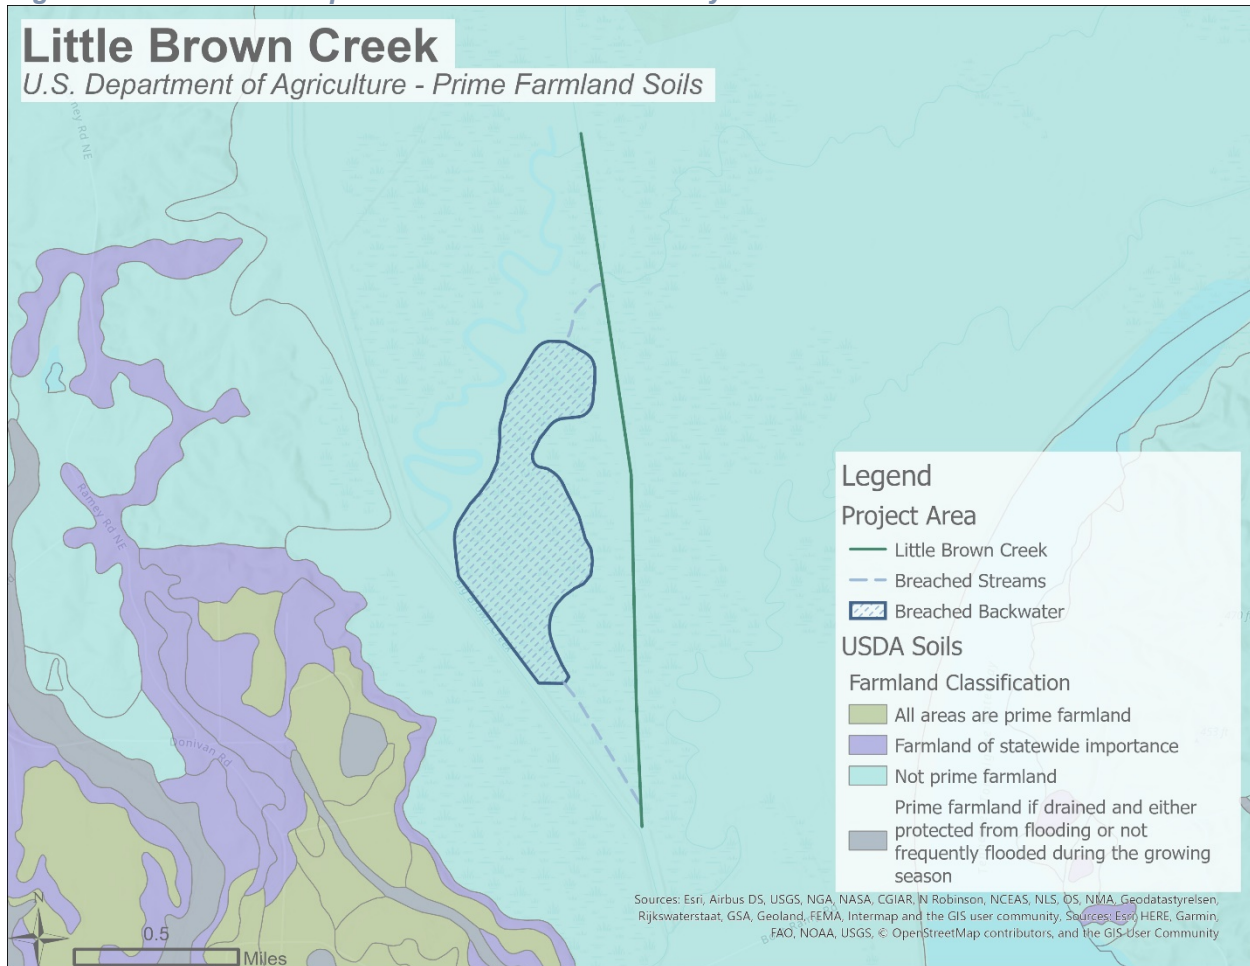 Little Brown Creek
U.S. Department of Agriculture - Prime Farmland Soils
Ramey Rd NE
Donivan Rd
Legend
Project Area
Little Brown Creek
Breached Streams
Breached Backwater
USDA Soils
Farmland Classification
All areas are prime farmland
Farmland of statewide importance
Not prime farmland
Prime farmland if drained and either
protected from flooding or not
frequently flooded during the growing
season
Sources: Esri, Airbus DS, USGS, NGA, NASA, CGIAR, N Robinson, NCEAS, NLS, OS, NMA, Geodatastyrelsen,
Rijkswaterstaat, GSA, Geoland, FEMA, Intermap and the GIS user community, Sources: Esri, HERE, Garmin,
FAO, NOAA, USGS, © OpenStreetMap contributors, and the GIS User Community
N
0.5
Miles